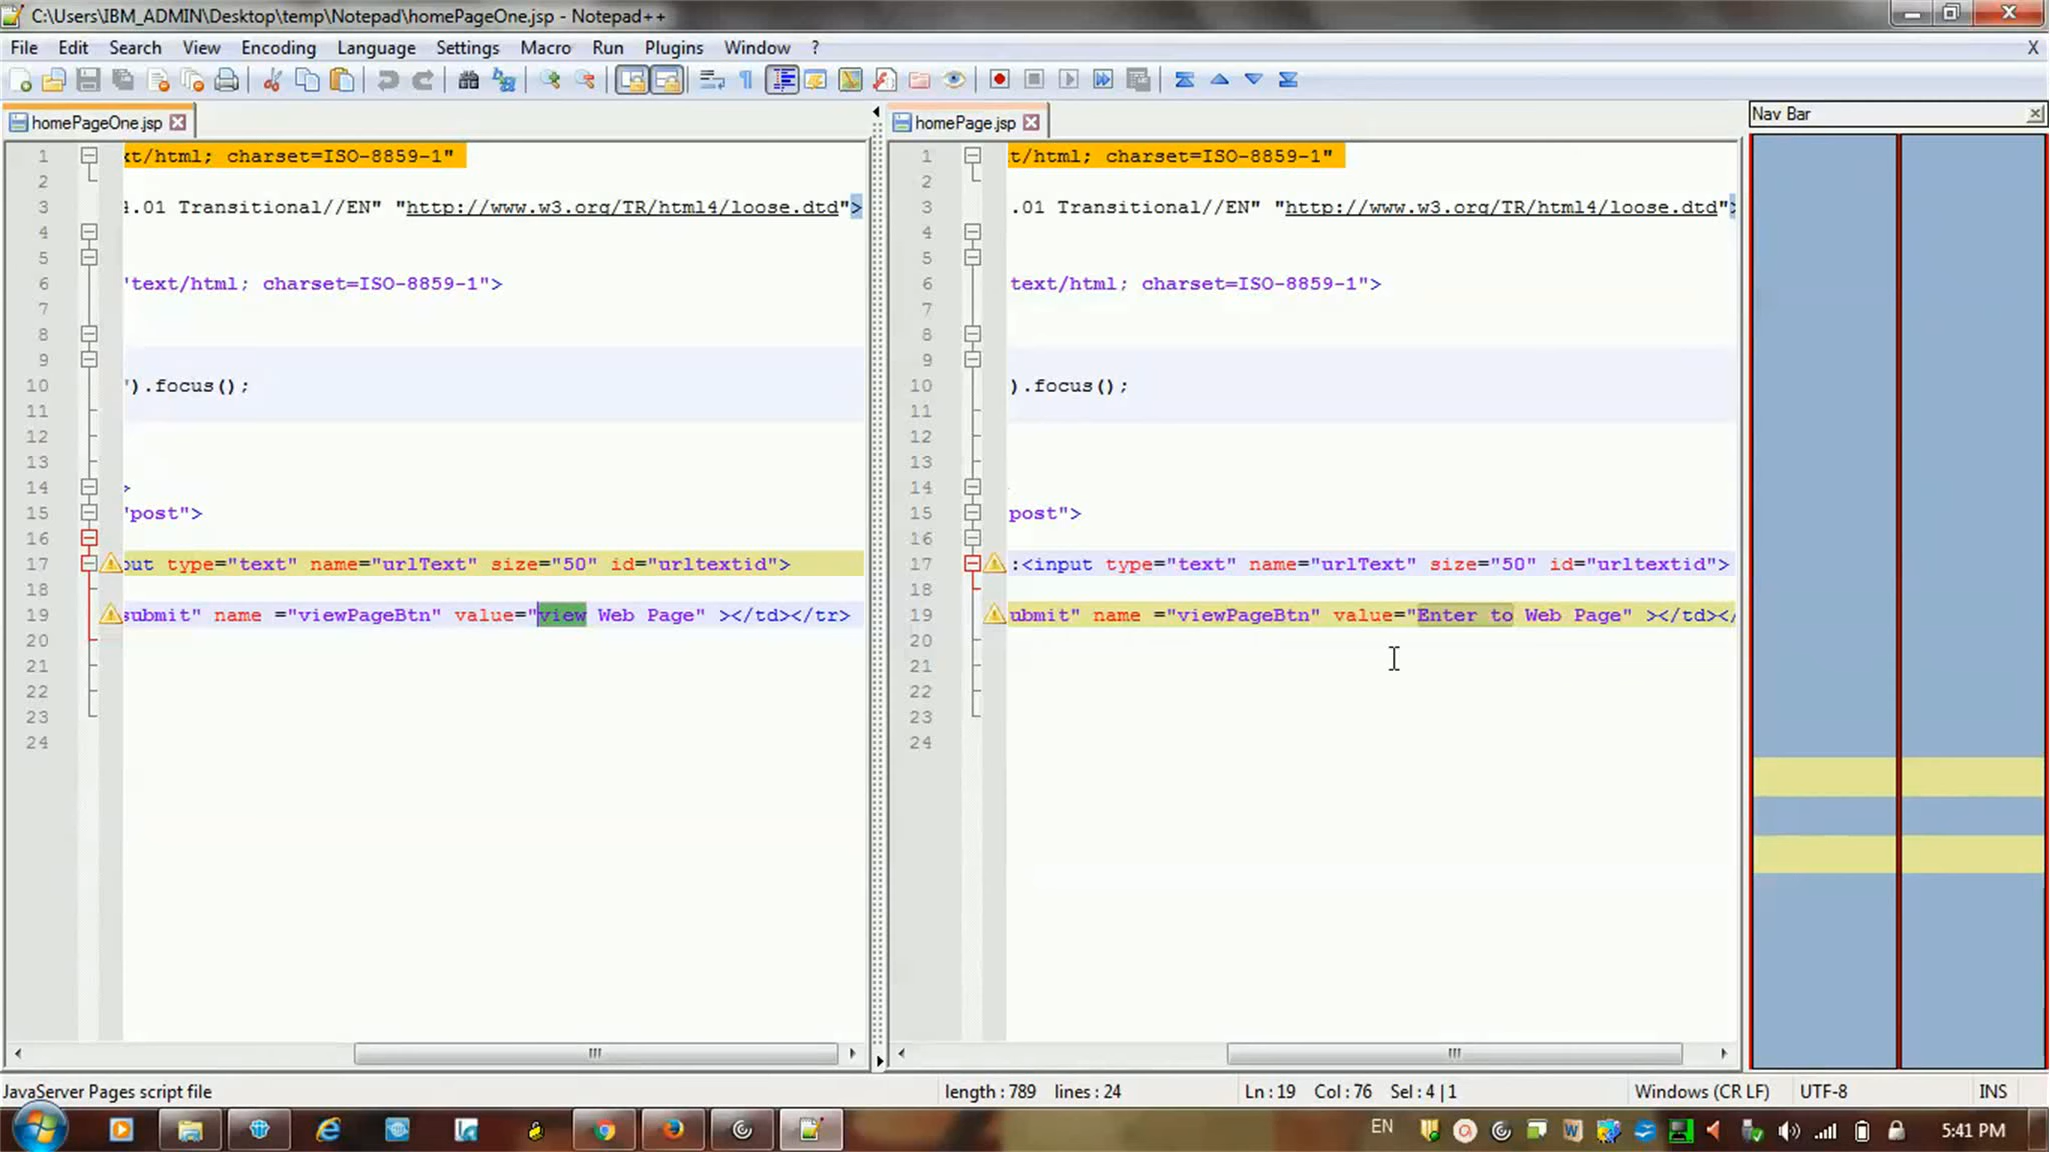 C:\Users\IBM_ADMIN\Desktop\temp\Notepad\homePageOne.jsp - Notepad++
File Edit Search View Encoding Language Settings Macro Run Plugins Window ? X
homePageOne.jsp
1 xt/html; charset=ISO-8859-1"
2
3 4.01 Transitional//EN" "http://www.w3.org/TR/html4/loose.dtd">
4
5
6 "text/html; charset=ISO-8859-1">
7
8
9
10 ").focus();
11
12
13
14 >
15 "post">
16
17 put type="text" name="urlText" size="50" id="urltextid">
18
19 submit" name ="viewPageBtn" value="view Web Page" ></td></tr>
20
21
22
23
24
homePage.jsp
1 t/html; charset=ISO-8859-1"
2
3 .01 Transitional//EN" "http://www.w3.org/TR/html4/loose.dtd">
4
5
6 text/html; charset=ISO-8859-1">
7
8
9
10 ).focus();
11
12
13
14
15 post">
16
17 :<input type="text" name="urlText" size="50" id="urltextid">
18
19 ubmit" name ="viewPageBtn" value="Enter to Web Page" ></td></
20
21
22
23
24
Nav Bar
JavaServer Pages script file length : 789 lines : 24 Ln : 19 Col : 76 Sel : 4 | 1 Windows (CR LF) UTF-8 INS
EN 5:41 PM